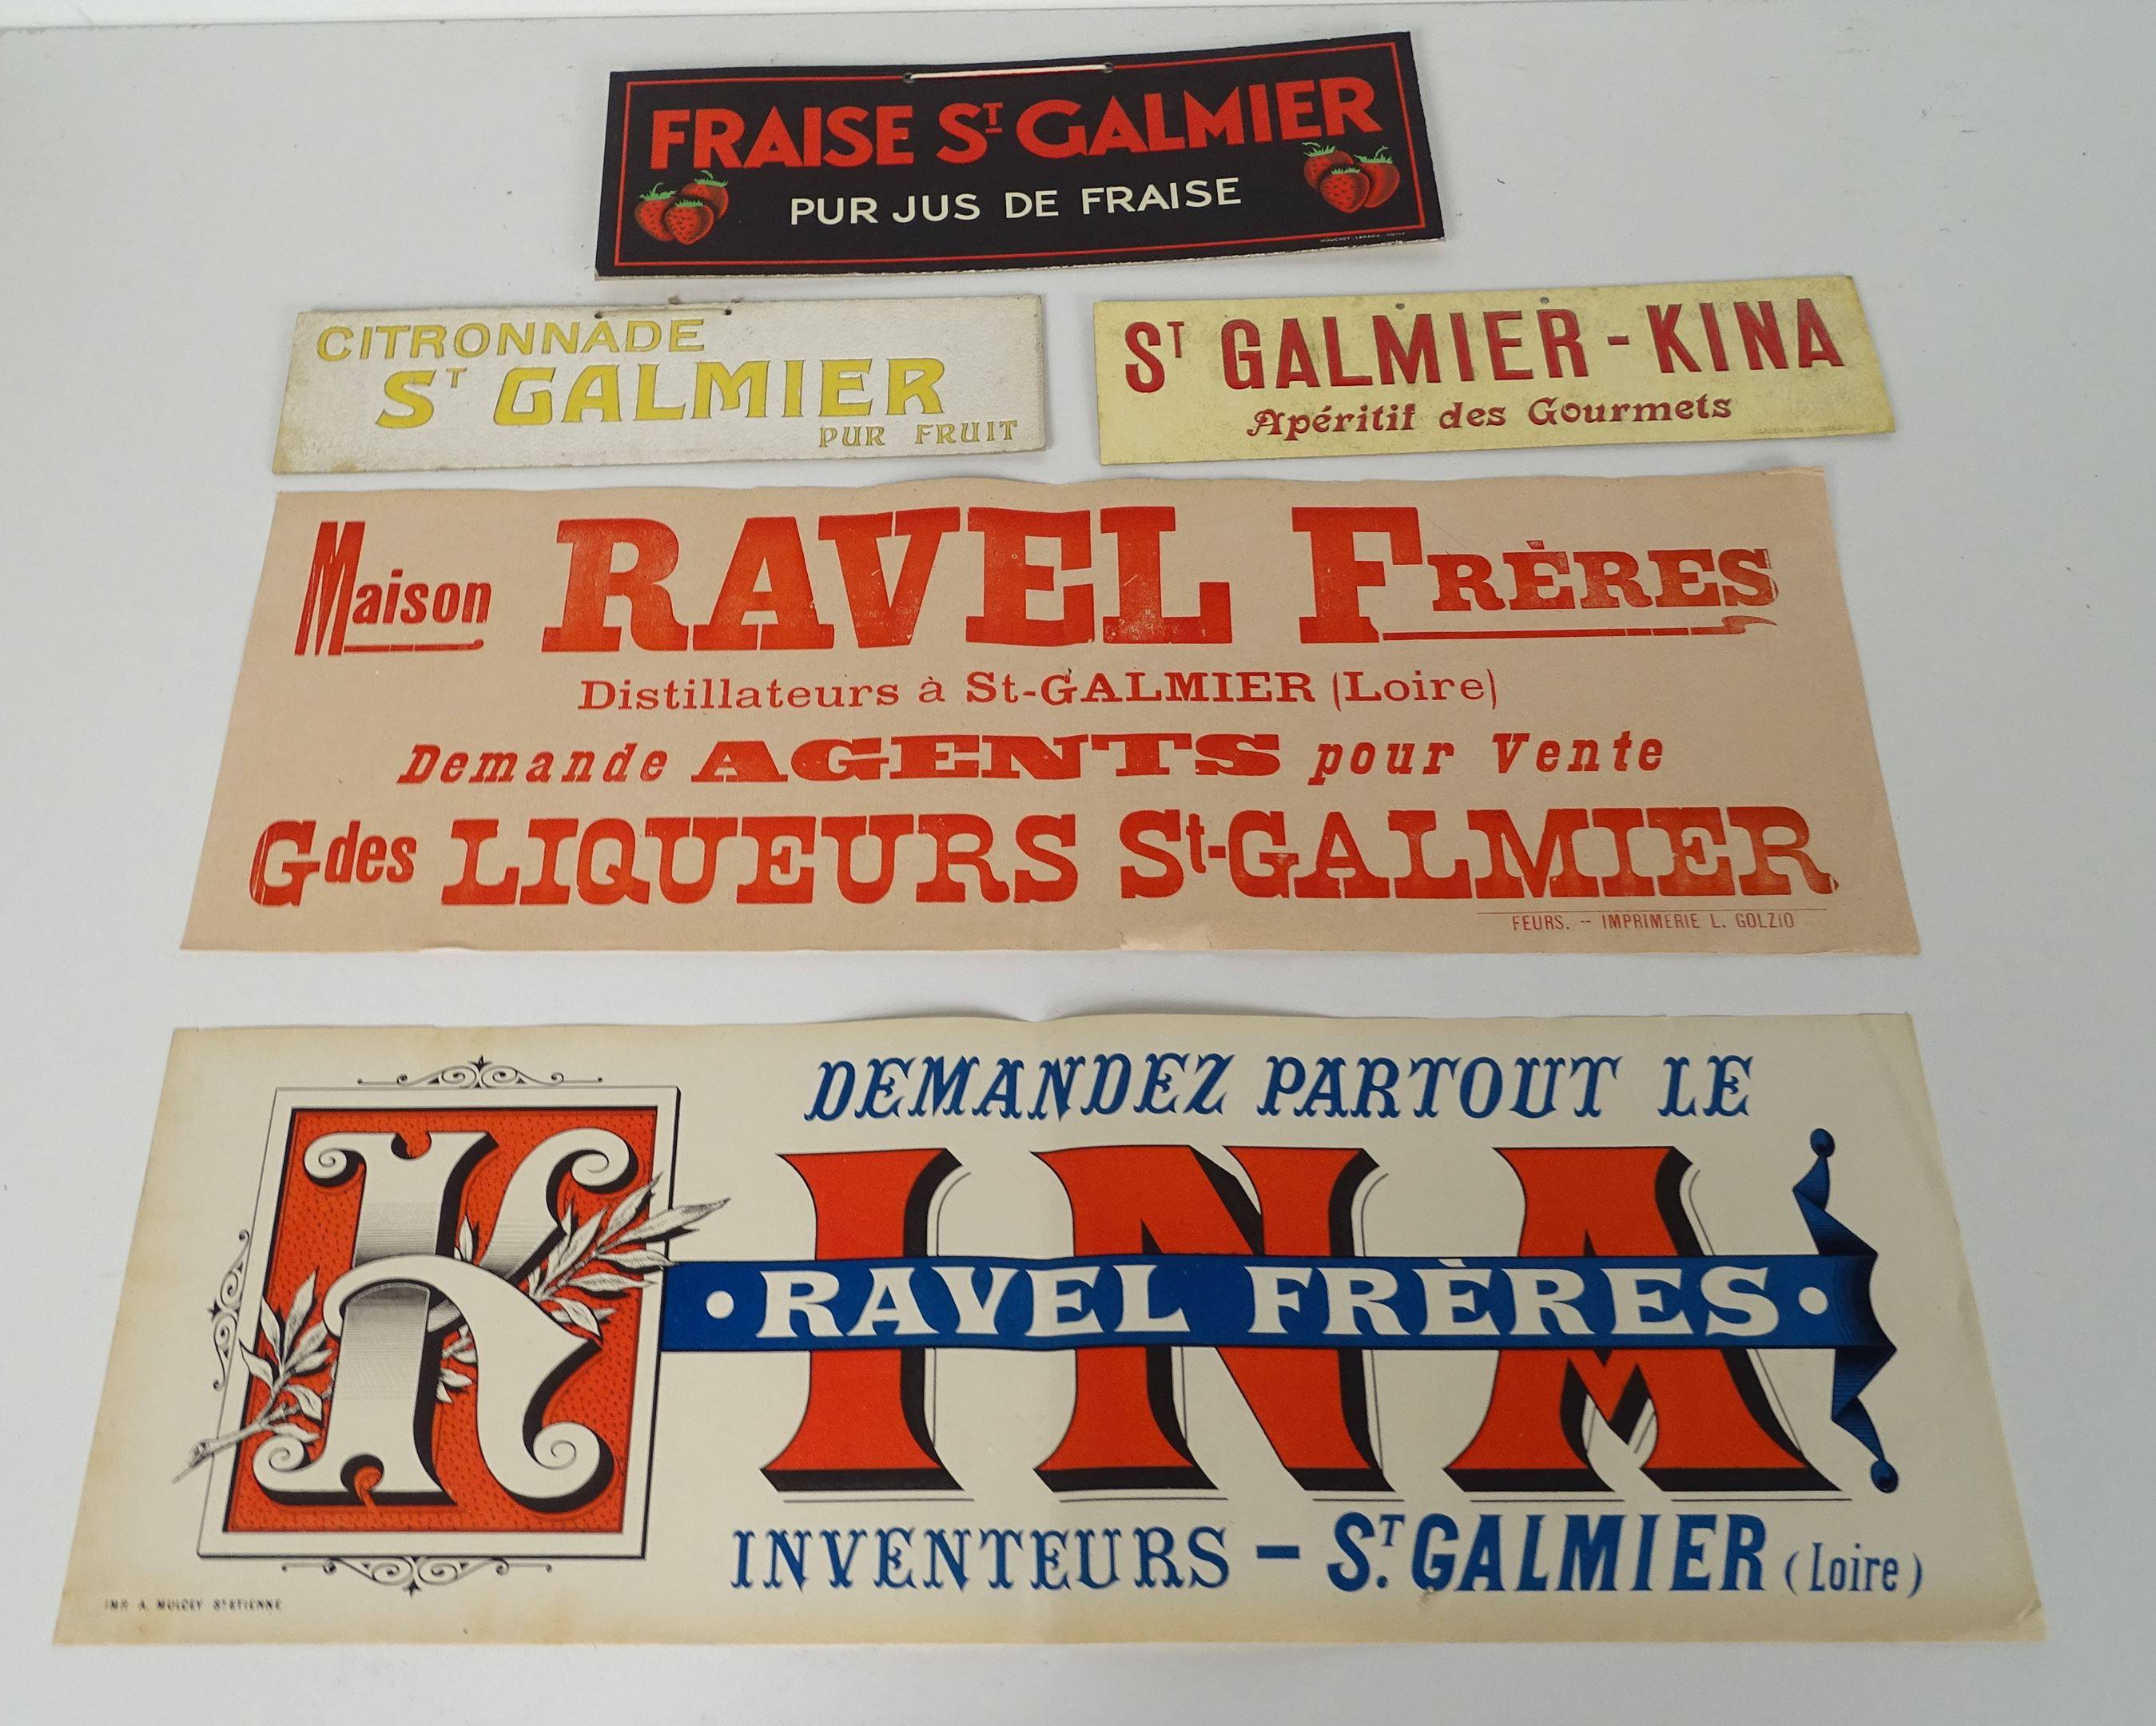 FRAISE ST GALMIER
PUR JUS DE FRAISE
CITRONNADE
ST GALMIER
PUR FRUIT
ST GALMIER - KINA
Apéritif des Gourmets
Maison RAVEL FRÈRES
Distillateurs à St-GALMIER (Loire)
Demande AGENTS pour Vente
Gdes LIQUEURS St-GALMIER
FEURS. -- IMPRIMERIE L. GOLZIO
DEMANDEZ PARTOUT LE
KINA
• RAVEL FRÈRES •
INVENTEURS - ST. GALMIER (Loire)
IMP. A. MULCEY ST ETIENNE